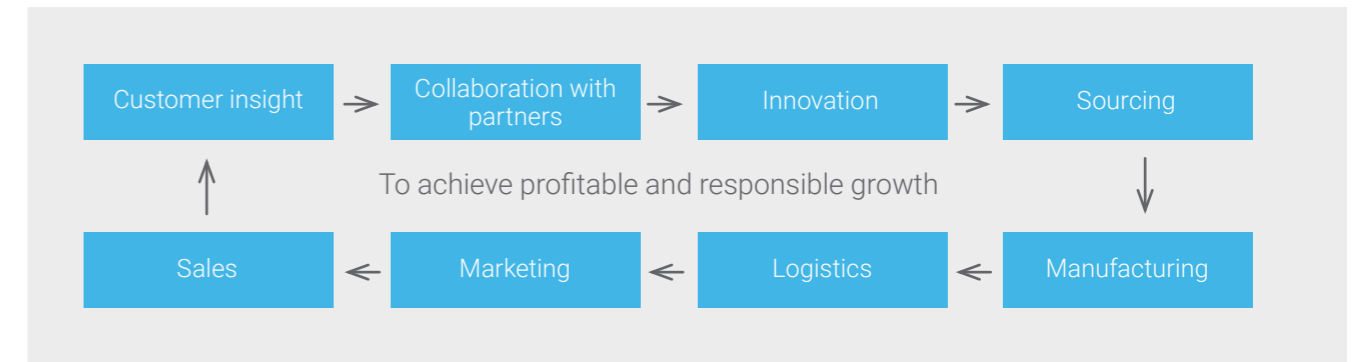 Customer insight
Collaboration with
partners
Innovation
Sourcing
To achieve profitable and responsible growth
Sales
Marketing
Logistics
Manufacturing